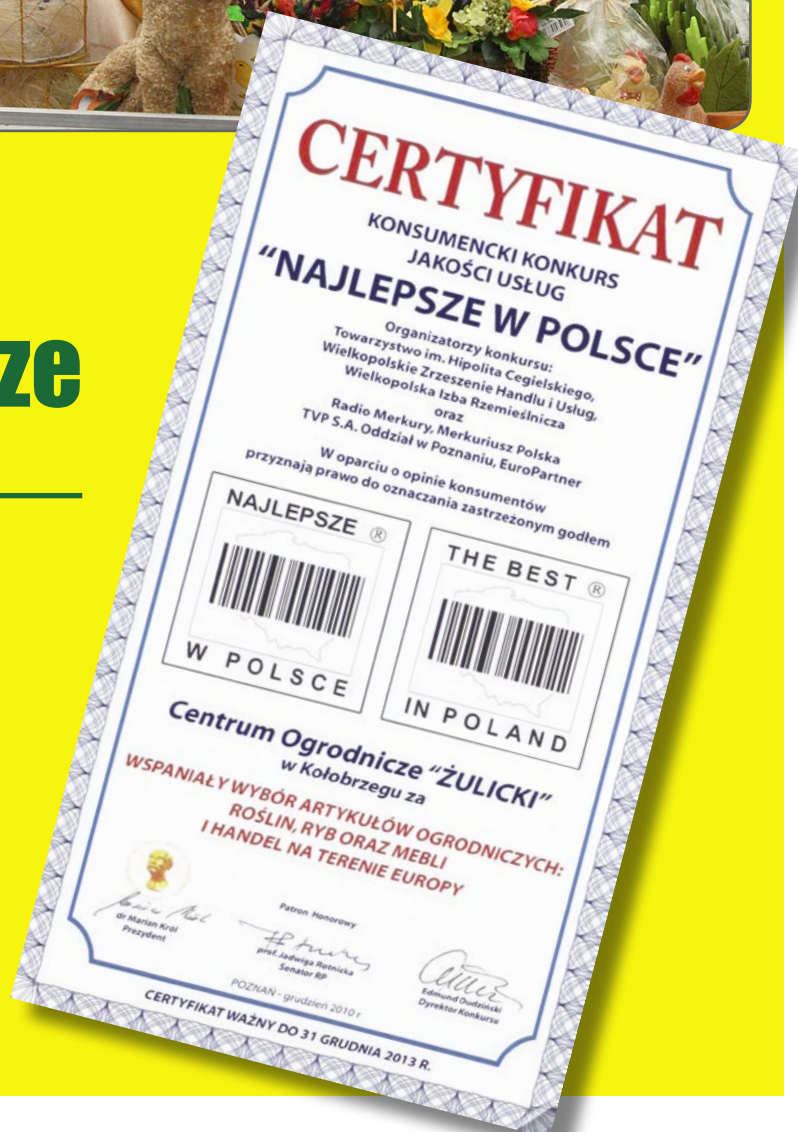 ze
CERTYFIKAT
KONSUMENCKI KONKURS
JAKOŚCI USŁUG
“NAJLEPSZE W POLSCE”
Organizatorzy konkursu:
Towarzystwo im. Hipolita Cegielskiego,
Wielkopolskie Zrzeszenie Handlu i Usług,
Wielkopolska Izba Rzemieślnicza
oraz
Radio Merkury, Merkuriusz Polska
TVP S.A. Oddział w Poznaniu, EuroPartner
W oparciu o opinie konsumentów
przyznają prawo do oznaczania zastrzeżonym godłem
NAJLEPSZE ®
W POLSCE
THE BEST ®
IN POLAND
Centrum Ogrodnicze “ŻULICKI”
w Kołobrzegu za
WSPANIAŁY WYBÓR ARTYKUŁÓW OGRODNICZYCH:
ROŚLIN, RYB ORAZ MEBLI
I HANDEL NA TERENIE EUROPY
dr Marian Król
Prezydent
Patron Honorowy
prof. Jadwiga Rotnicka
Senator RP
Edmund Dudziński
Dyrektor Konkursu
POZNAŃ - grudzień 2010 r
CERTYFIKAT WAŻNY DO 31 GRUDNIA 2013 R.